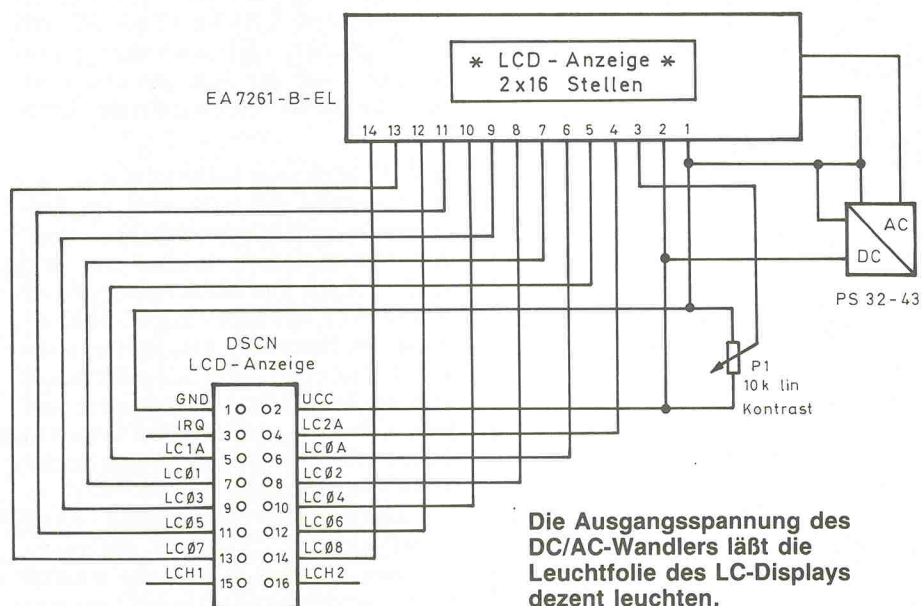 * LCD-Anzeige *
2x16 Stellen
EA7261-B-EL
14 13 12 11 10 9 8 7 6 5 4 3 2 1
AC
DC
PS 32-43
DSCN
LCD-Anzeige
P1
10k lin
Kontrast
GND 1 2 UCC
IRQ 3 4 LC2A
LC1A 5 6 LCØA
LCØ1 7 8 LCØ2
LCØ3 9 10 LCØ4
LCØ5 11 12 LCØ6
LCØ7 13 14 LCØ8
LCH1 15 16 LCH2
Die Ausgangsspannung des
DC/AC-Wandlers läßt die
Leuchtfolie des LC-Displays
dezent leuchten.